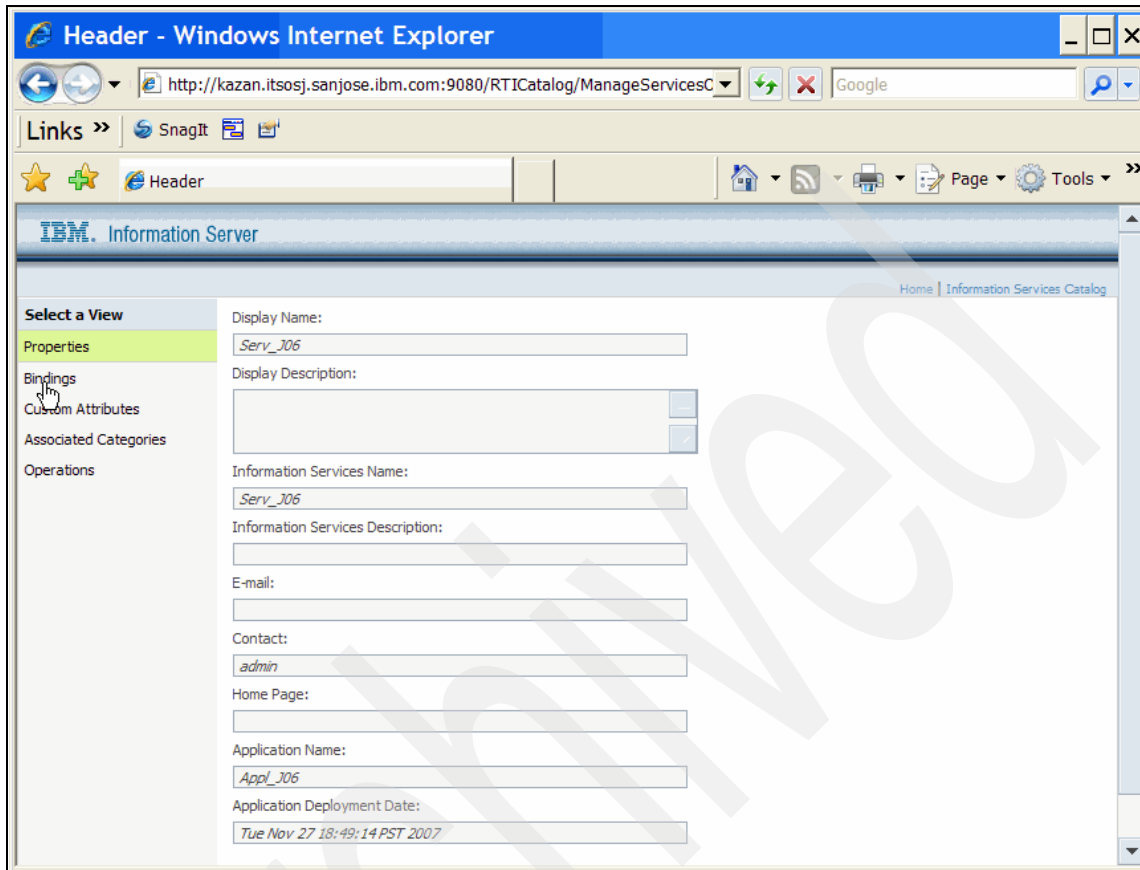 Header - Windows Internet Explorer
http://kazan.itsosj.sanjose.ibm.com:9080/RTICatalog/ManageServicesC
Google
Links »
SnagIt
Header
Page
Tools
»
IBM. Information Server
Home | Information Services Catalog
Select a View
Properties
Bindings
Custom Attributes
Associated Categories
Operations
Display Name:
Serv_J06
Display Description:
Information Services Name:
Serv_J06
Information Services Description:
E-mail:
Contact:
admin
Home Page:
Application Name:
Appl_J06
Application Deployment Date:
Tue Nov 27 18:49:14 PST 2007